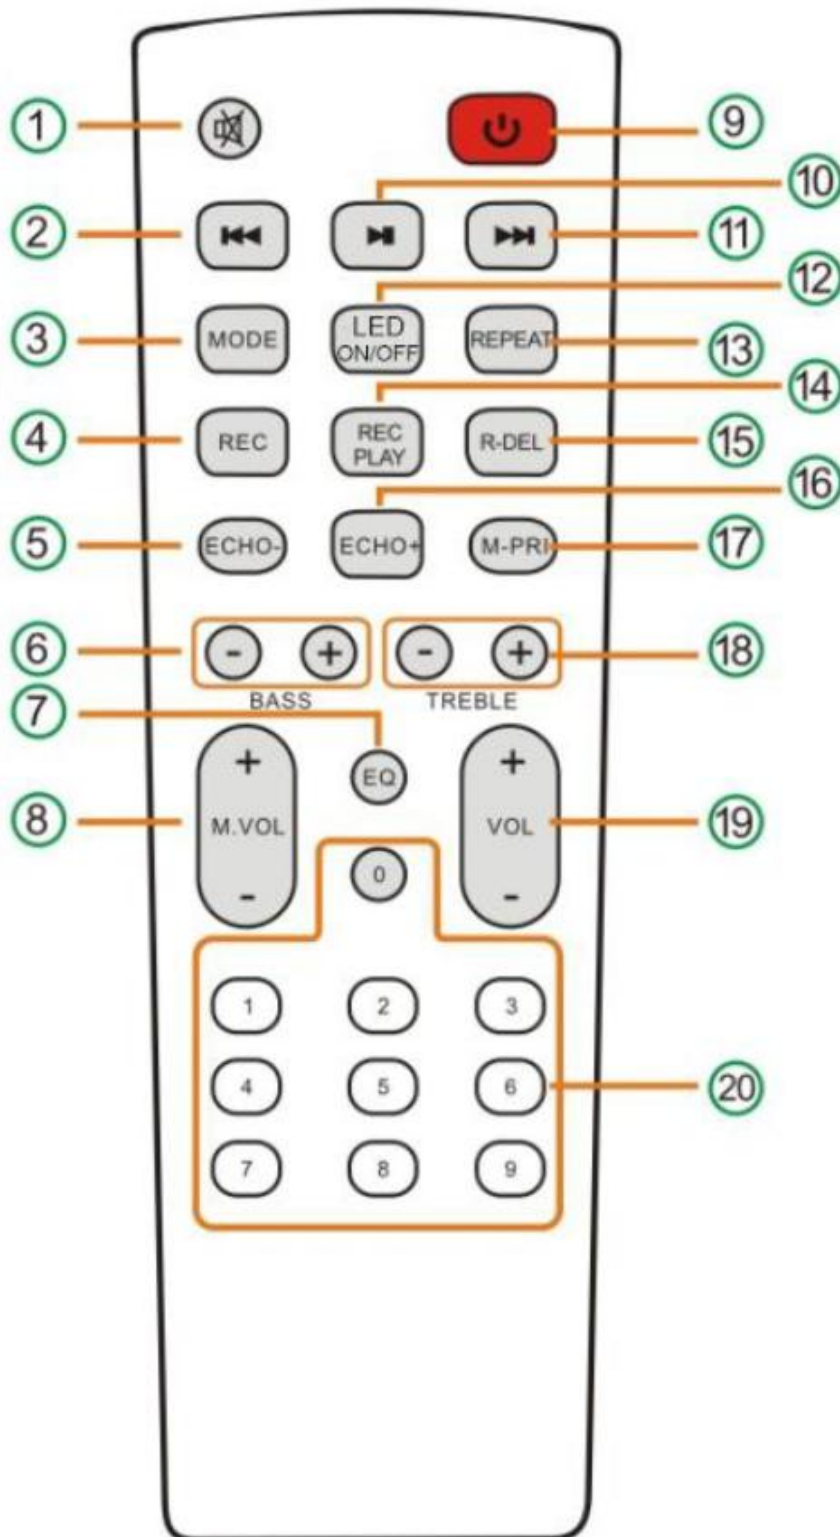 ① ⑨
⑩
② ⑪
⑫
③ MODE LED ON/OFF REPEAT ⑬
⑭
④ REC REC PLAY R-DEL ⑮
⑯
⑤ ECHO- ECHO+ M-PRI ⑰
⑥ - + - + ⑱
BASS TREBLE
⑦
+ EQ +
⑧ M.VOL VOL ⑲
0
- -
1 2 3
4 5 6 ⑳
7 8 9